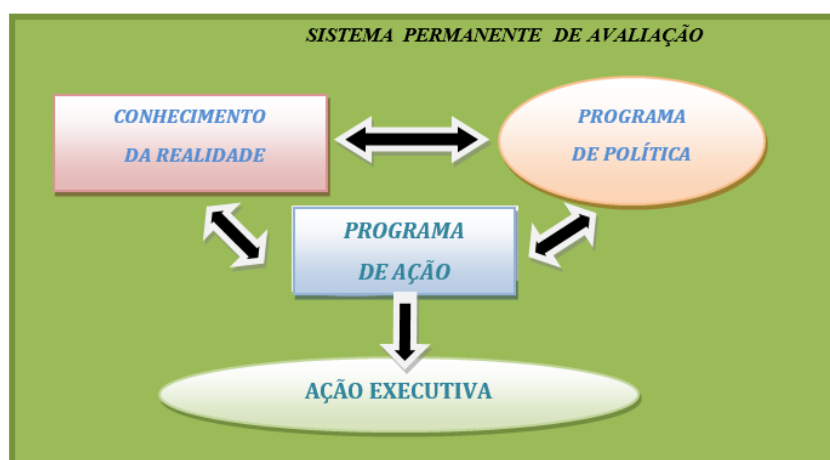 SISTEMA PERMANENTE DE AVALIAÇÃO
CONHECIMENTO
DA REALIDADE
PROGRAMA
DE POLÍTICA
PROGRAMA
DE AÇÃO
AÇÃO EXECUTIVA